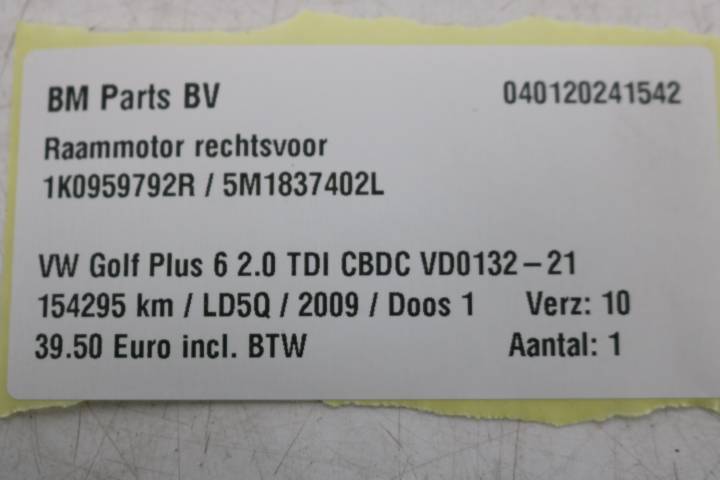 BM Parts BV 040120241542
Raammotor rechtsvoor
1K0959792R / 5M1837402L
VW Golf Plus 6 2.0 TDI CBDC VD0132-21
154295 km / LD5Q / 2009 / Doos 1 Verz: 10
39.50 Euro incl. BTW Aantal: 1